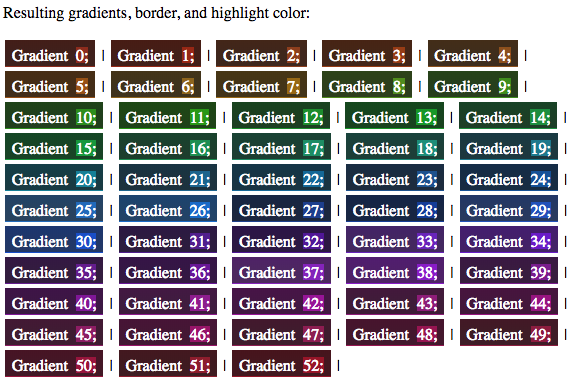 Resulting gradients, border, and highlight color:
Gradient 0; | Gradient 1; | Gradient 2; | Gradient 3; | Gradient 4; |
Gradient 5; | Gradient 6; | Gradient 7; | Gradient 8; | Gradient 9; |
Gradient 10; | Gradient 11; | Gradient 12; | Gradient 13; | Gradient 14; |
Gradient 15; | Gradient 16; | Gradient 17; | Gradient 18; | Gradient 19; |
Gradient 20; | Gradient 21; | Gradient 22; | Gradient 23; | Gradient 24; |
Gradient 25; | Gradient 26; | Gradient 27; | Gradient 28; | Gradient 29; |
Gradient 30; | Gradient 31; | Gradient 32; | Gradient 33; | Gradient 34; |
Gradient 35; | Gradient 36; | Gradient 37; | Gradient 38; | Gradient 39; |
Gradient 40; | Gradient 41; | Gradient 42; | Gradient 43; | Gradient 44; |
Gradient 45; | Gradient 46; | Gradient 47; | Gradient 48; | Gradient 49; |
Gradient 50; | Gradient 51; | Gradient 52; |